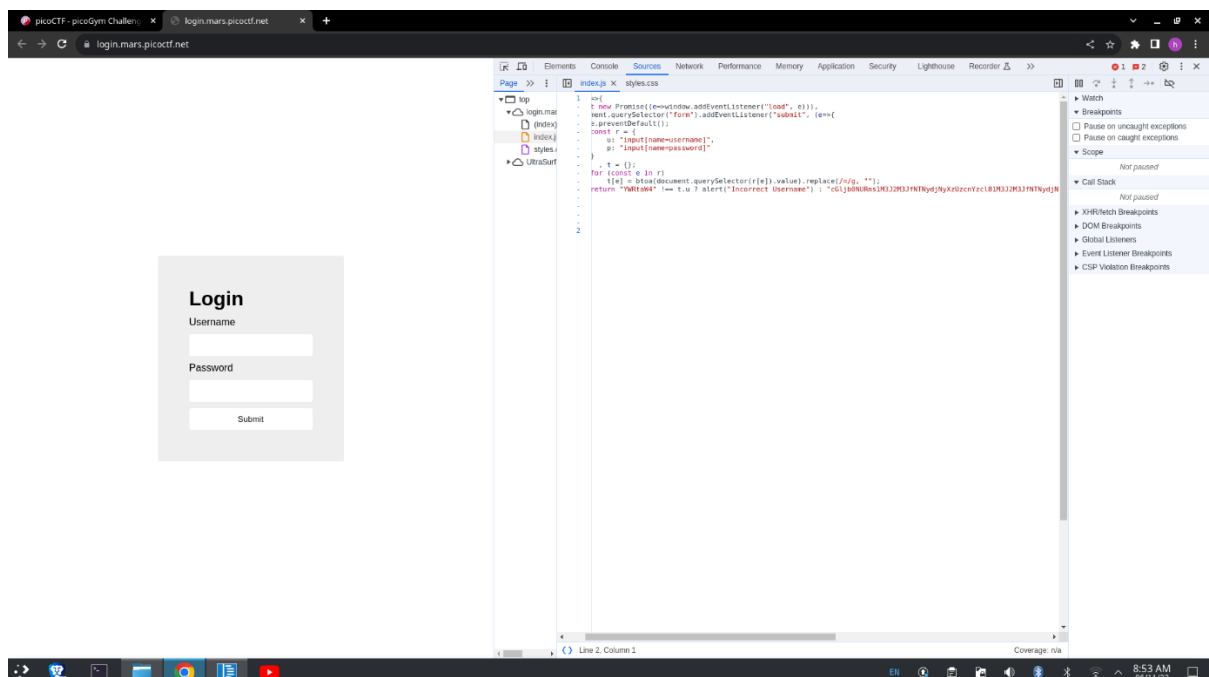 picoCTF - picoGym Challeng × login.mars.picoctf.net × +
login.mars.picoctf.net h
Elements Console Sources Network Performance Memory Application Security Lighthouse Recorder >> 1 2
Page >> index.js × styles.css
top
login.mar
(index)
index.j
styles.
UltraSurf
1 =>{
t new Promise((e=>window.addEventListener("load", e))),
ment.querySelector("form").addEventListener("submit", (e=>{
e.preventDefault();
const r = {
u: "input[name=username]",
p: "input[name=password]"
}
, t = {};
for (const e in r)
t[e] = btoa(document.querySelector(r[e]).value).replace(/=/g, "");
return "YWRtaW4" !== t.u ? alert("Incorrect Username") :
2
Watch
Breakpoints
Pause on uncaught exceptions
Pause on caught exceptions
Scope
Not paused
Call Stack
Not paused
XHR/fetch Breakpoints
DOM Breakpoints
Global Listeners
Event Listener Breakpoints
CSP Violation Breakpoints
Login
Username
Password
Submit
{} Line 2, Column 1 Coverage: n/a
EN 8:53 AM